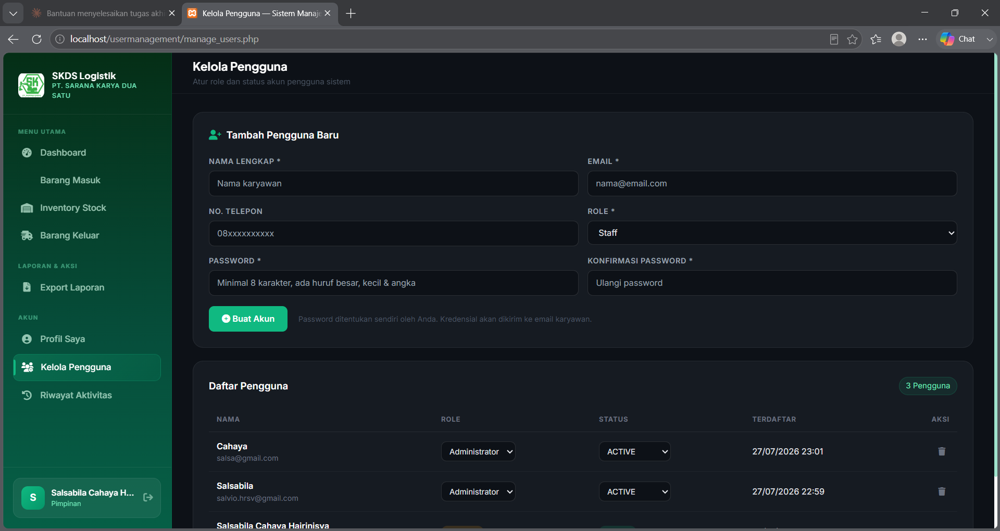 Bantuan menyelesaikan tugas akhi
Kelola Pengguna — Sistem Manaje
localhost/usermanagement/manage_users.php
Chat
SKDS Logistik
PT. SARANA KARYA DUA
SATU
MENU UTAMA
Dashboard
Barang Masuk
Inventory Stock
Barang Keluar
LAPORAN & AKSI
Export Laporan
AKUN
Profil Saya
Kelola Pengguna
Riwayat Aktivitas
S
Salsabila Cahaya H...
Pimpinan
Kelola Pengguna
Atur role dan status akun pengguna sistem
Tambah Pengguna Baru
NAMA LENGKAP *
EMAIL *
Nama karyawan
nama@email.com
NO. TELEPON
ROLE *
08xxxxxxxxxx
Staff
PASSWORD *
KONFIRMASI PASSWORD *
Minimal 8 karakter, ada huruf besar, kecil & angka
Ulangi password
Buat Akun
Password ditentukan sendiri oleh Anda. Kredensial akan dikirim ke email karyawan.
Daftar Pengguna
3 Pengguna
NAMA ROLE STATUS TERDAFTAR AKSI
Cahaya
salsa@gmail.com
Administrator
ACTIVE
27/07/2026 23:01
Salsabila
salvio.hrsv@gmail.com
Administrator
ACTIVE
27/07/2026 22:59
Salsabila Cahaya Hairinisya